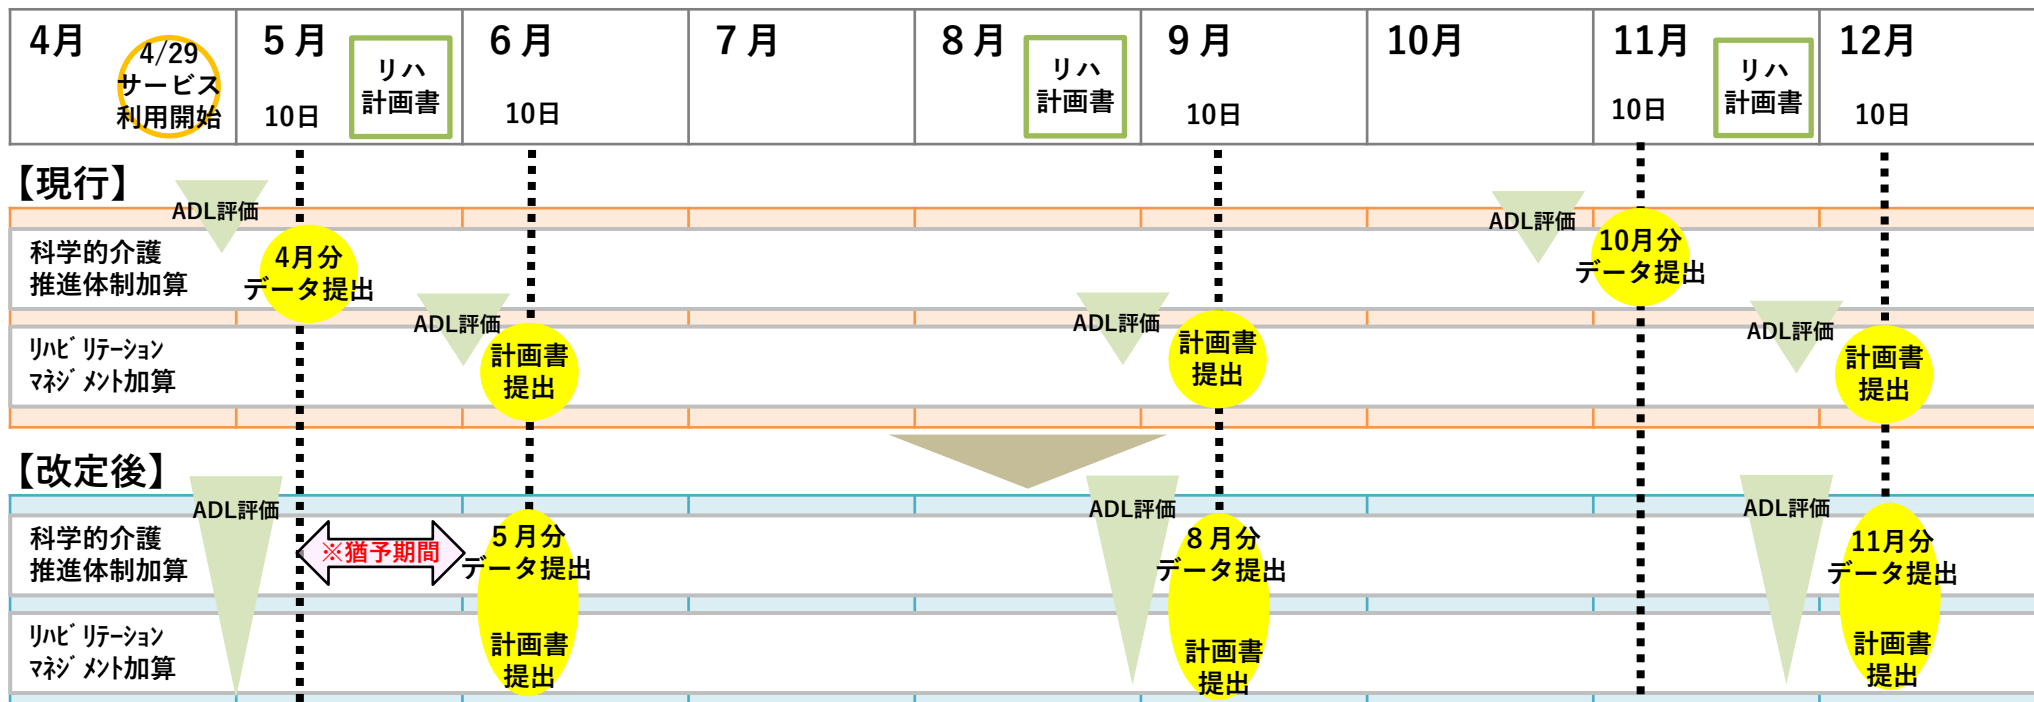 4月
4/29
サービス
利用開始
5月
10日
リハ
計画書
6月
10日
7月
8月
リハ
計画書
9月
10日
10月
11月
10日
リハ
計画書
12月
10日
【現行】
ADL評価
ADL評価
科学的介護
推進体制加算
4月分
データ提出
10月分
データ提出
ADL評価
ADL評価
ADL評価
リハビリテーション
マネジメント加算
計画書
提出
計画書
提出
計画書
提出
【改定後】
ADL評価
ADL評価
ADL評価
科学的介護
推進体制加算
※猶予期間
5月分
データ提出
8月分
データ提出
11月分
データ提出
リハビリテーション
マネジメント加算
計画書
提出
計画書
提出
計画書
提出